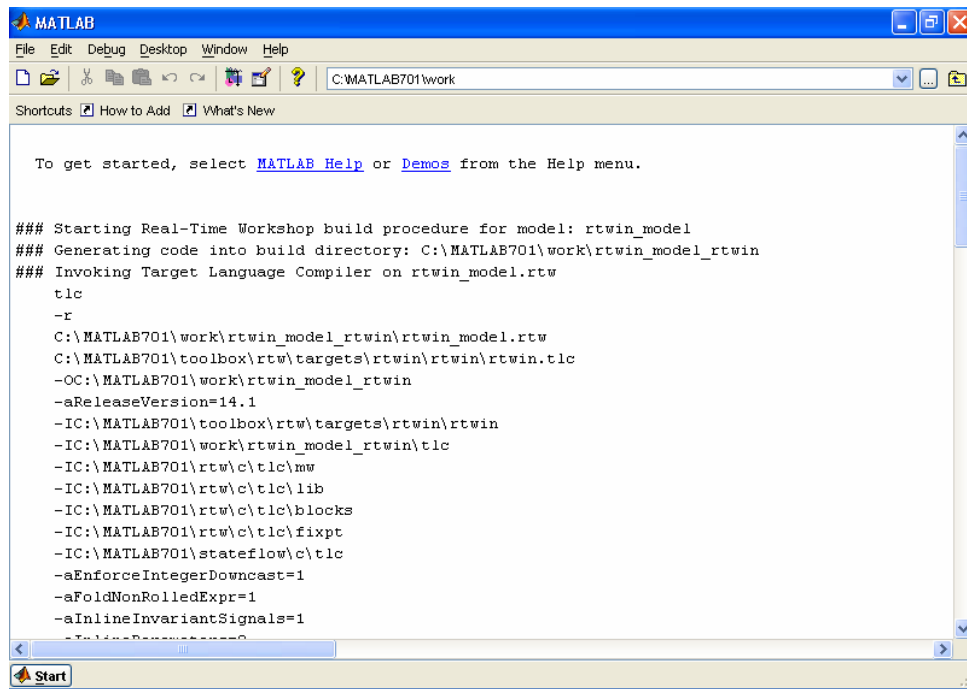 MATLAB
File Edit Debug Desktop Window Help
C:\MATLAB701\work
...
Shortcuts How to Add What's New
To get started, select MATLAB Help or Demos from the Help menu.
### Starting Real-Time Workshop build procedure for model: rtwin_model
### Generating code into build directory: C:\MATLAB701\work\rtwin_model_rtwin
### Invoking Target Language Compiler on rtwin_model.rtw
tlc
-r
C:\MATLAB701\work\rtwin_model_rtwin\rtwin_model.rtw
C:\MATLAB701\toolbox\rtw\targets\rtwin\rtwin\rtwin.tlc
-OC:\MATLAB701\work\rtwin_model_rtwin
-aReleaseVersion=14.1
-IC:\MATLAB701\toolbox\rtw\targets\rtwin\rtwin
-IC:\MATLAB701\work\rtwin_model_rtwin\tlc
-IC:\MATLAB701\rtw\c\tlc\mw
-IC:\MATLAB701\rtw\c\tlc\lib
-IC:\MATLAB701\rtw\c\tlc\blocks
-IC:\MATLAB701\rtw\c\tlc\fixpt
-IC:\MATLAB701\stateflow\c\tlc
-aEnforceIntegerDowncast=1
-aFoldNonRolledExpr=1
-aInlineInvariantSignals=1
Start